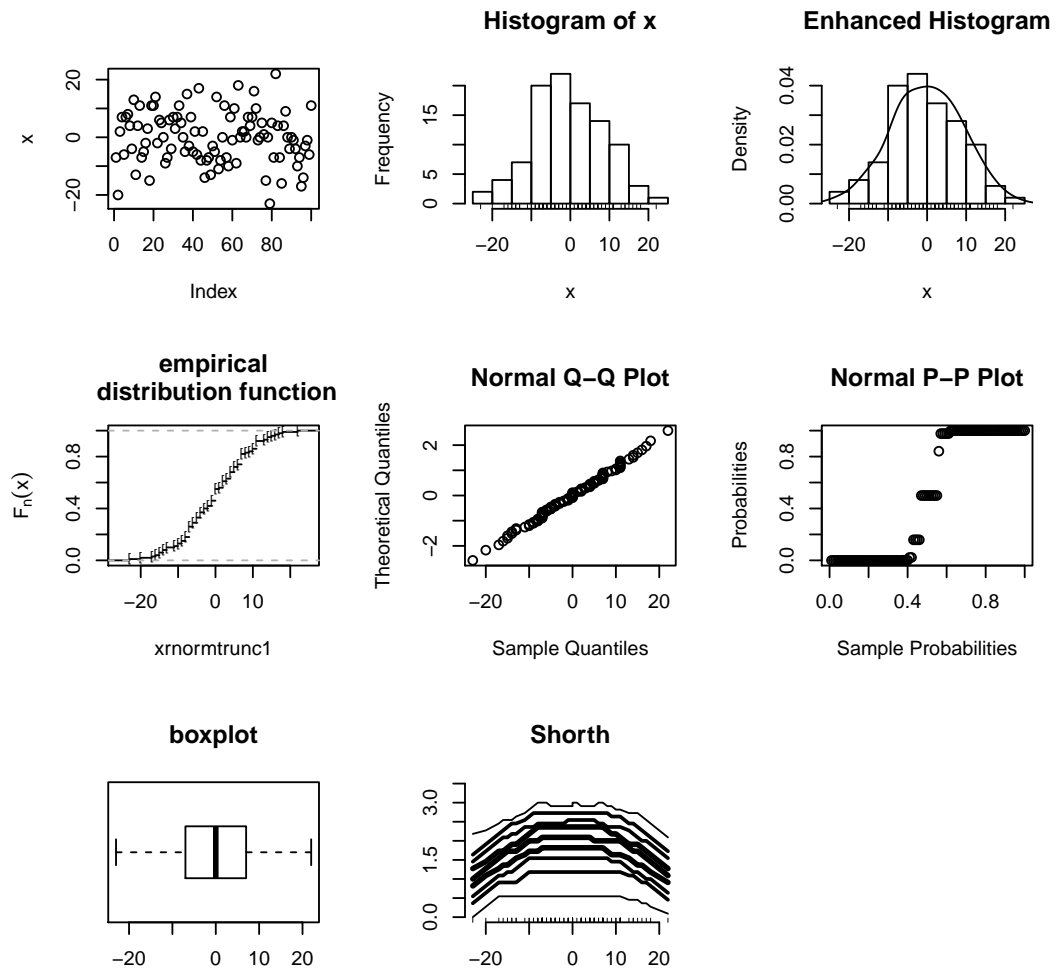 Histogram of x
Enhanced Histogram
x
20
0
−20
0 20 40 60 80
Index
Frequency
15
5
0
−20 0 10 20
x
Density
0.04
0.02
0.00
−20 0 10 20
x
empirical
distribution function
Normal Q−Q Plot
Normal P−P Plot
Fn(x)
0.8
0.4
0.0
−20 0 10
xrnormtrunc1
Theoretical Quantiles
2
0
−2
−20 0 10 20
Sample Quantiles
Probabilities
0.8
0.4
0.0
0.0 0.4 0.8
Sample Probabilities
boxplot
Shorth
−20 0 10 20
3.0
1.5
0.0
−20 0 10 20